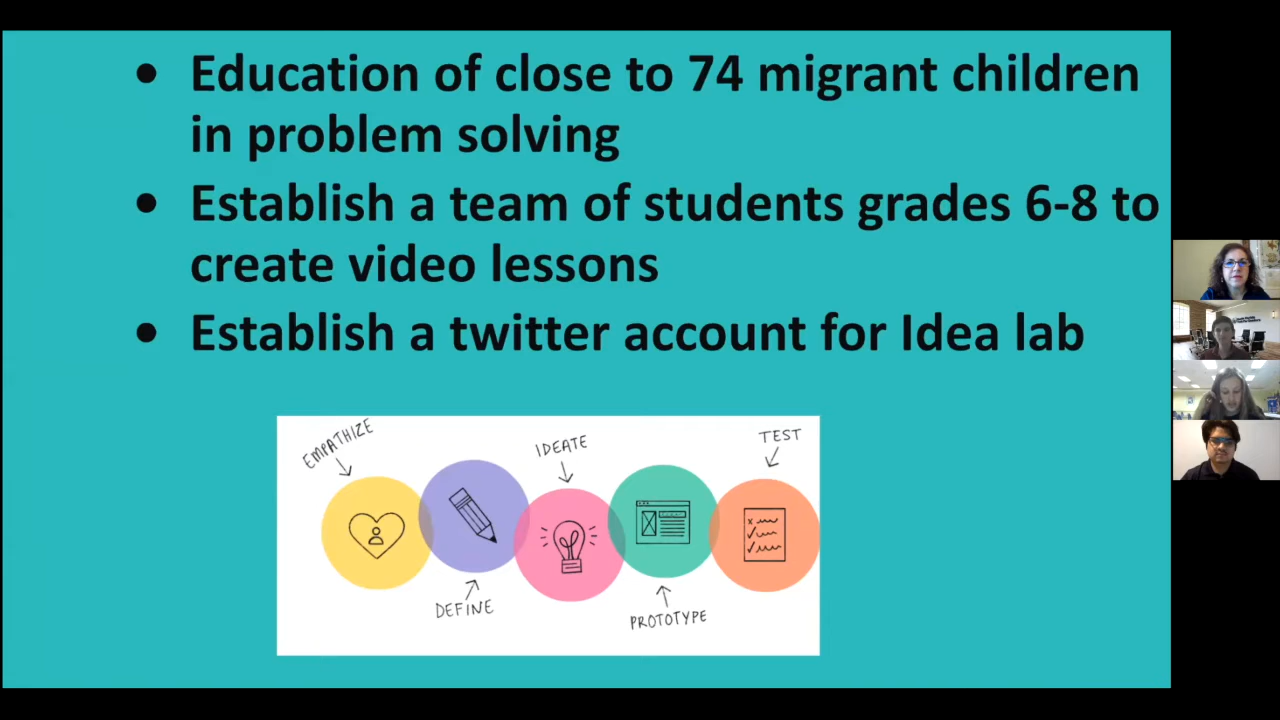 • Education of close to 74 migrant children
in problem solving
• Establish a team of students grades 6-8 to
create video lessons
• Establish a twitter account for Idea lab
EMPATHIZE
IDEATE
TEST
DEFINE
PROTOTYPE